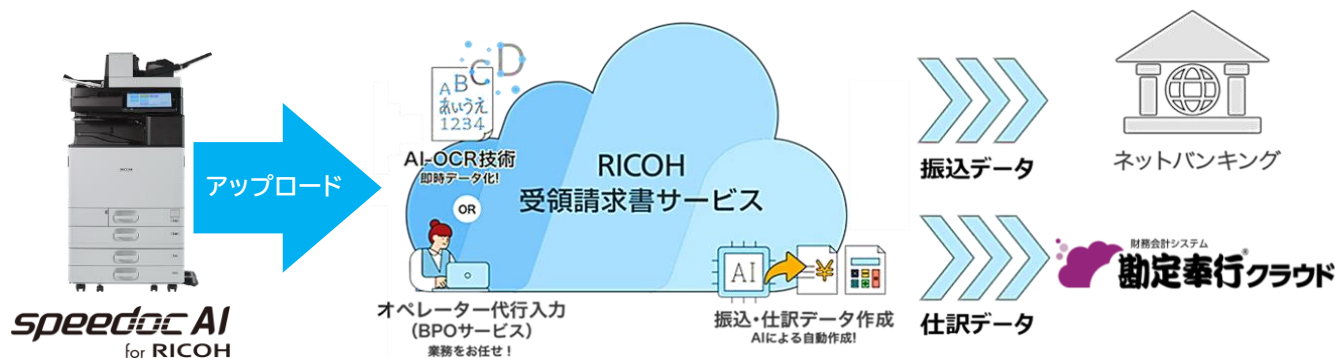 RICOH
speedoc AI
for RICOH
アップロード
ABCD
あいうえ
1234
AI-OCR技術
即時データ化!
OR
オペレーター代行入力
(BPOサービス)
業務をお任せ！
RICOH
受領請求書サービス
AI
¥
振込・仕訳データ作成
AIによる自動作成!
振込データ
ネットバンキング
仕訳データ
財務会計システム
勘定奉行®クラウド